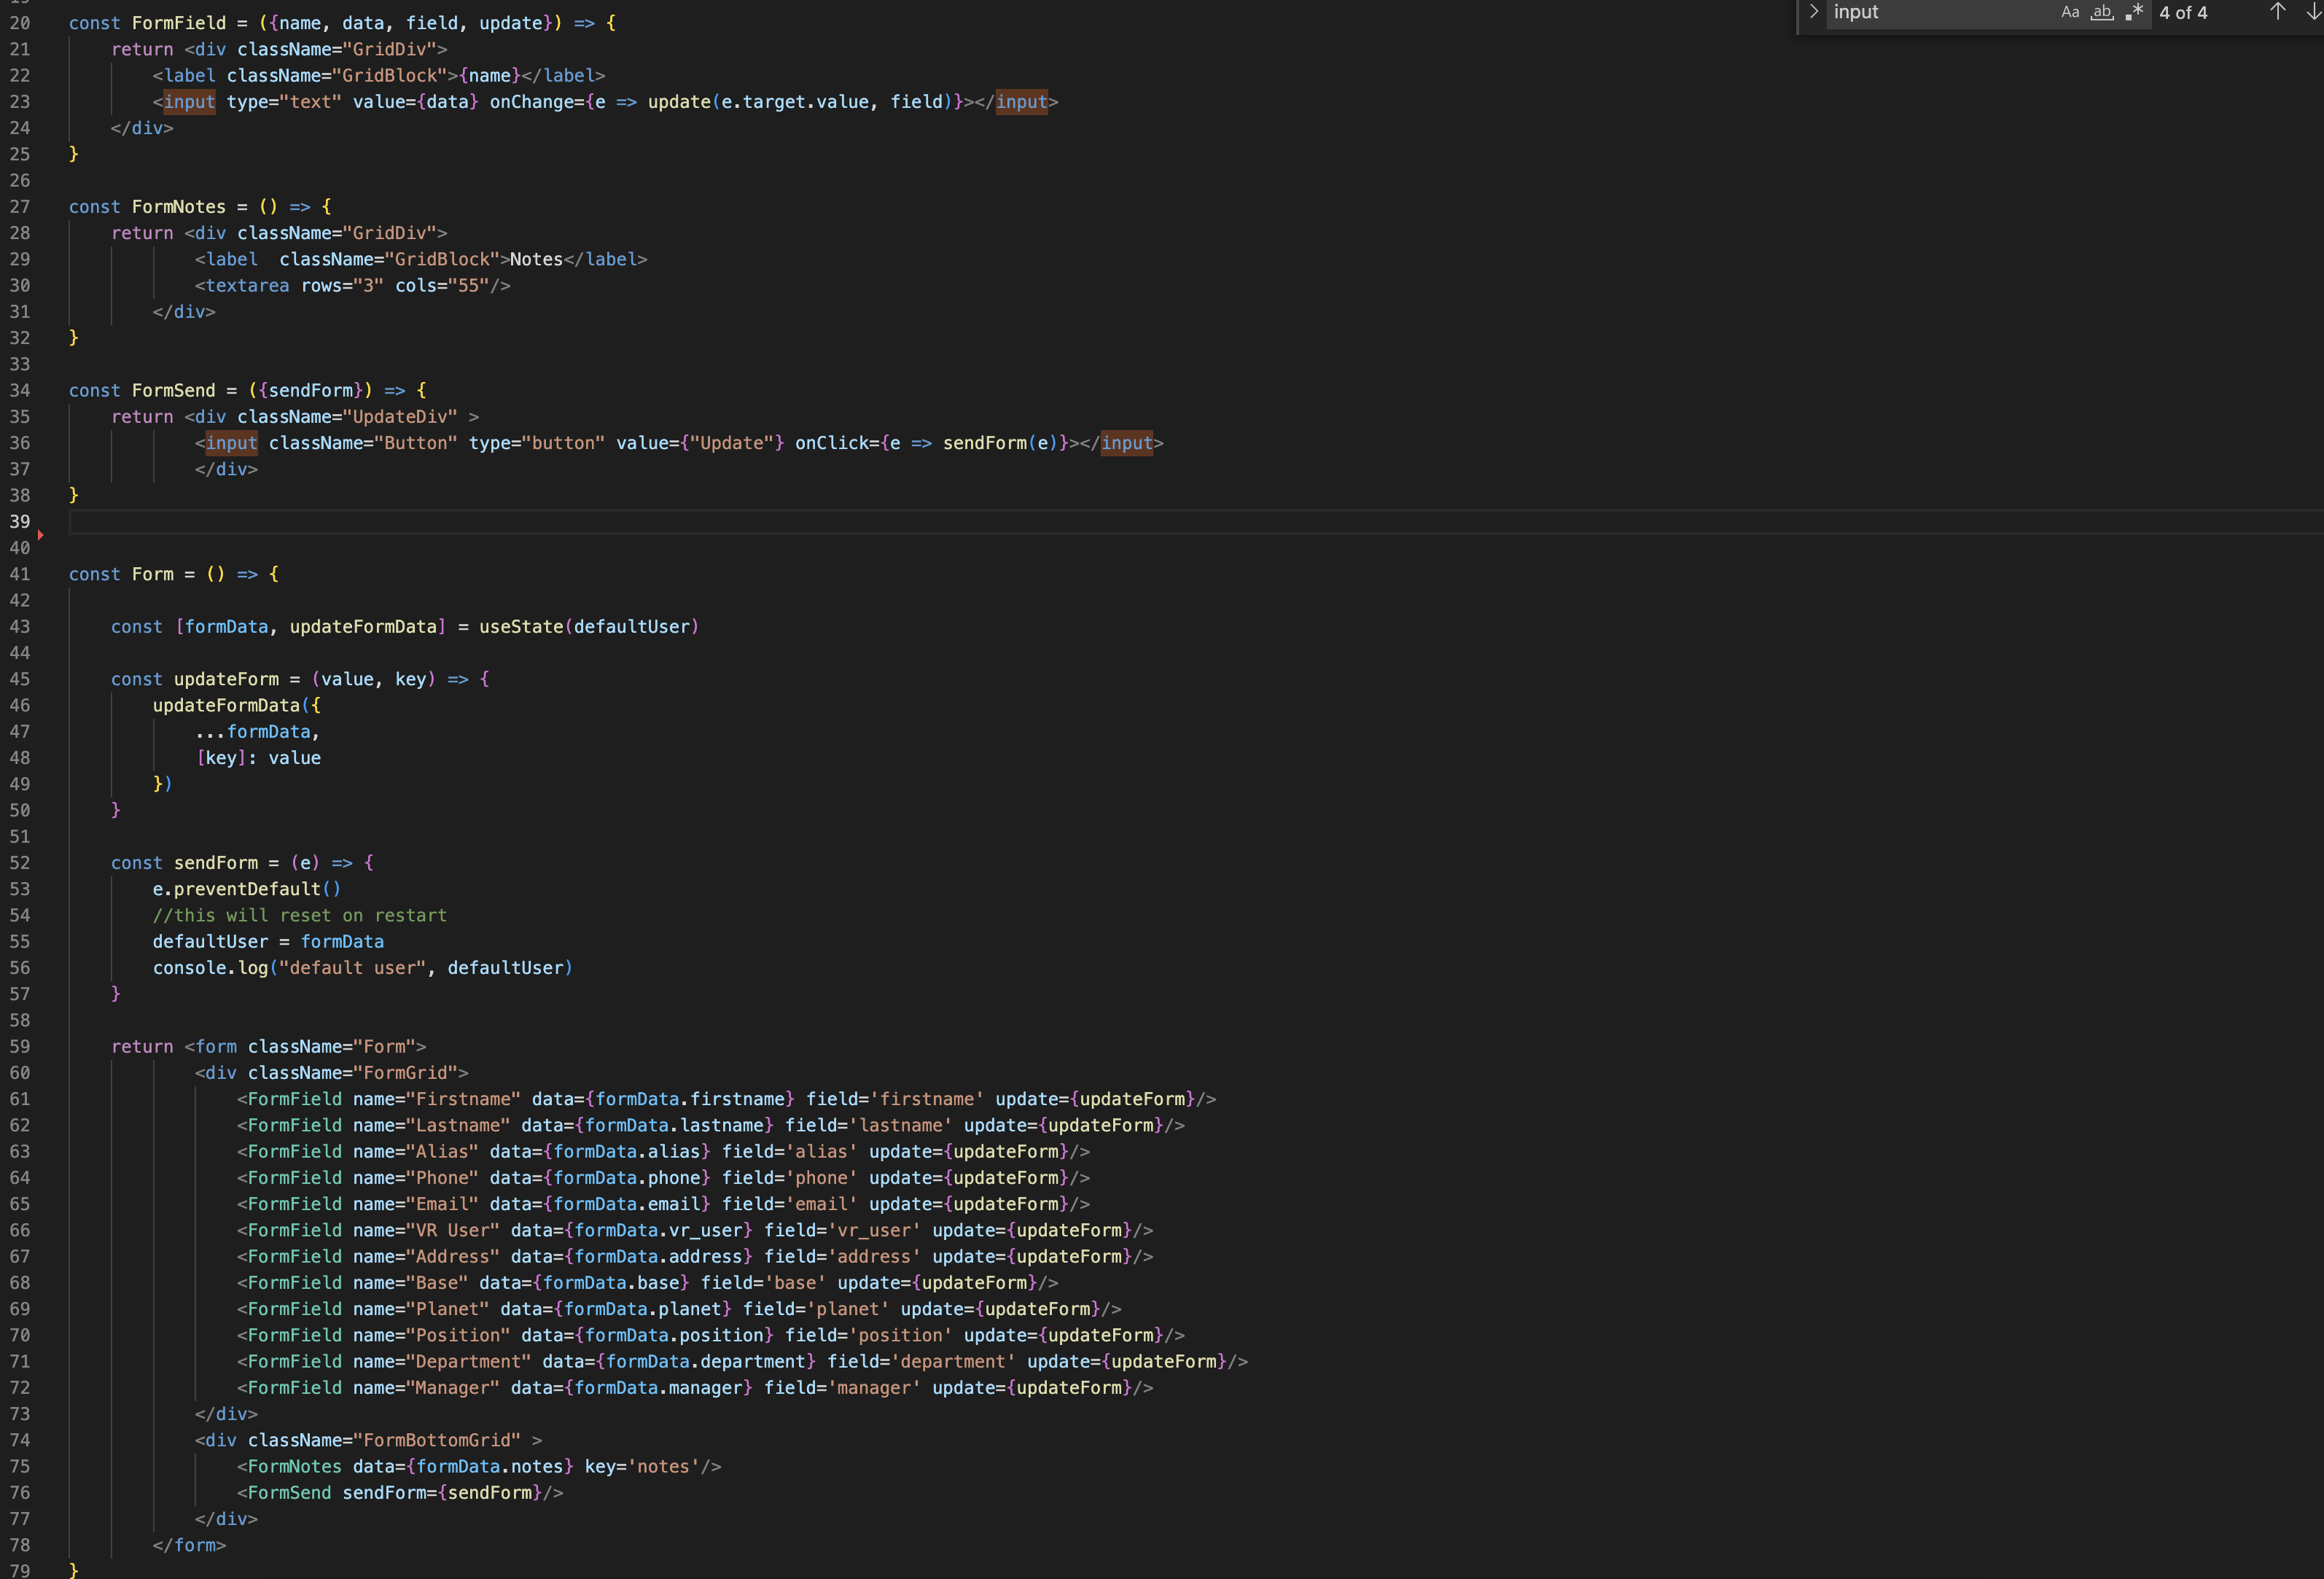 input Aa ab 4 of 4
20 const FormField = ({name, data, field, update}) => {
21 return <div className="GridDiv">
22 <label className="GridBlock">{name}</label>
23 <input type="text" value={data} onChange={e => update(e.target.value, field)}></input>
24 </div>
25 }
26
27 const FormNotes = () => {
28 return <div className="GridDiv">
29 <label  className="GridBlock">Notes</label>
30 <textarea rows="3" cols="55"/>
31 </div>
32 }
33
34 const FormSend = ({sendForm}) => {
35 return <div className="UpdateDiv" >
36 <input className="Button" type="button" value={"Update"} onClick={e => sendForm(e)}></input>
37 </div>
38 }
39
40
41 const Form = () => {
42
43 const [formData, updateFormData] = useState(defaultUser)
44
45 const updateForm = (value, key) => {
46 updateFormData({
47 ...formData,
48 [key]: value
49 })
50 }
51
52 const sendForm = (e) => {
53 e.preventDefault()
54 //this will reset on restart
55 defaultUser = formData
56 console.log("default user", defaultUser)
57 }
58
59 return <form className="Form">
60 <div className="FormGrid">
61 <FormField name="Firstname" data={formData.firstname} field='firstname' update={updateForm}/>
62 <FormField name="Lastname" data={formData.lastname} field='lastname' update={updateForm}/>
63 <FormField name="Alias" data={formData.alias} field='alias' update={updateForm}/>
64 <FormField name="Phone" data={formData.phone} field='phone' update={updateForm}/>
65 <FormField name="Email" data={formData.email} field='email' update={updateForm}/>
66 <FormField name="VR User" data={formData.vr_user} field='vr_user' update={updateForm}/>
67 <FormField name="Address" data={formData.address} field='address' update={updateForm}/>
68 <FormField name="Base" data={formData.base} field='base' update={updateForm}/>
69 <FormField name="Planet" data={formData.planet} field='planet' update={updateForm}/>
70 <FormField name="Position" data={formData.position} field='position' update={updateForm}/>
71 <FormField name="Department" data={formData.department} field='department' update={updateForm}/>
72 <FormField name="Manager" data={formData.manager} field='manager' update={updateForm}/>
73 </div>
74 <div className="FormBottomGrid" >
75 <FormNotes data={formData.notes} key='notes'/>
76 <FormSend sendForm={sendForm}/>
77 </div>
78 </form>
79 }